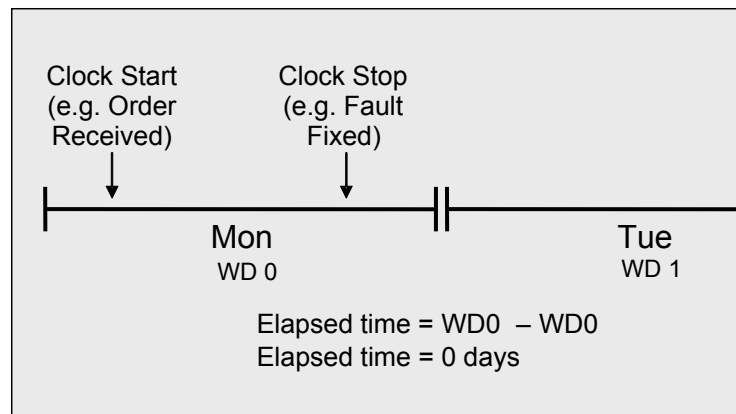 Clock Start
(e.g. Order
Received)
Clock Stop
(e.g. Fault
Fixed)
Mon
WD 0
Tue
WD 1
Elapsed time = WD0 – WD0
Elapsed time = 0 days